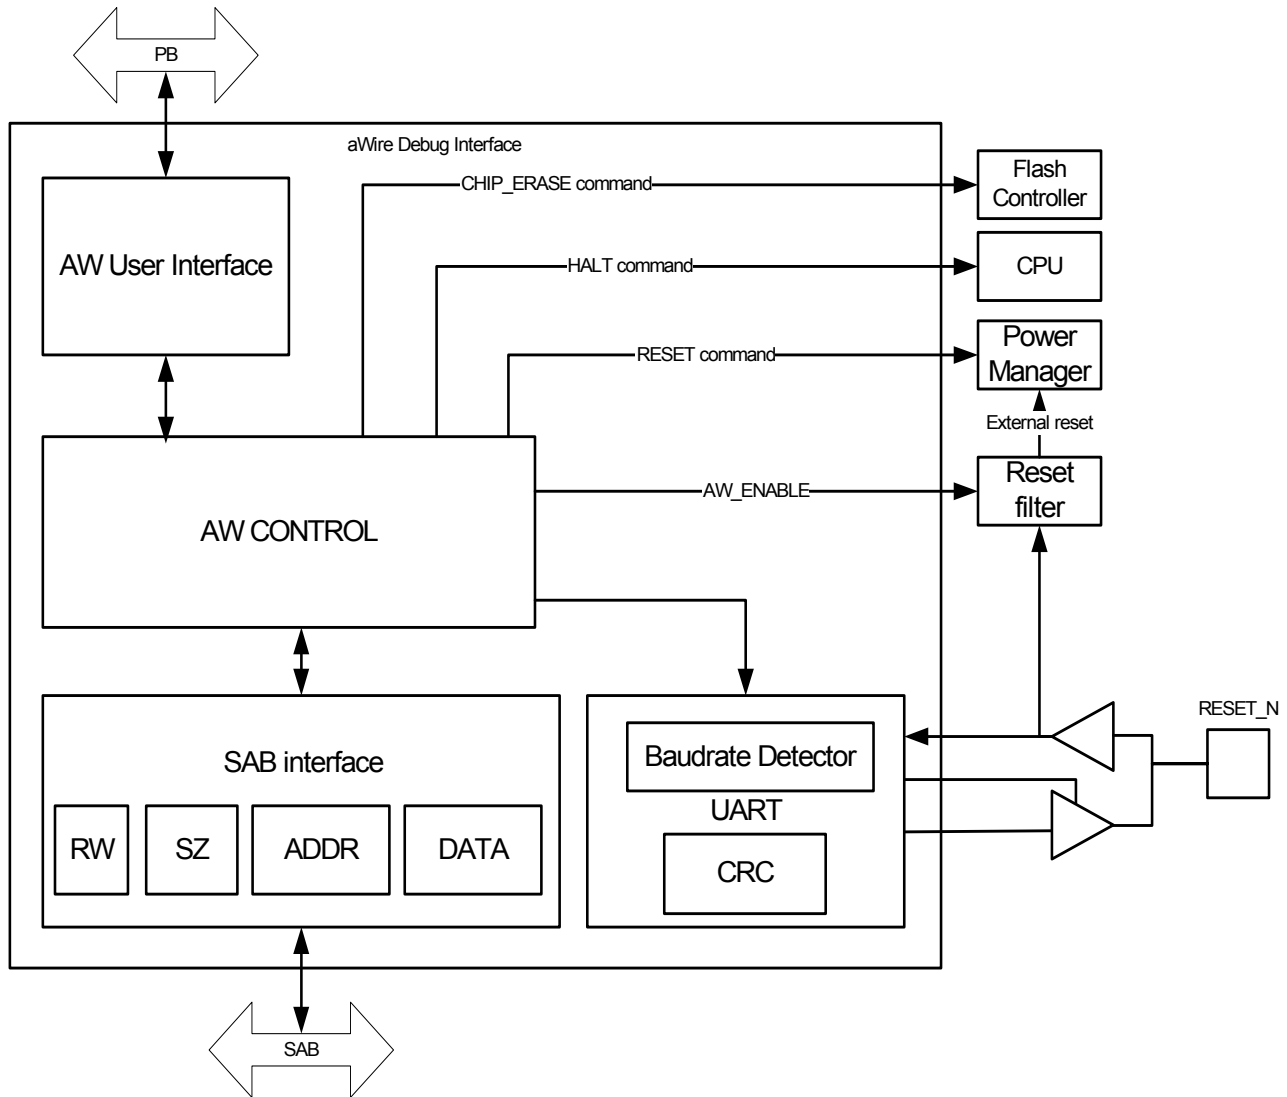 PB
aWire Debug Interface
CHIP_ERASE command
Flash
Controller
AW User Interface
HALT command
CPU
RESET command
Power
Manager
External reset
AW CONTROL
AW_ENABLE
Reset
filter
RESET_N
SAB interface
Baudrate Detector
UART
RW
SZ
ADDR
DATA
CRC
SAB